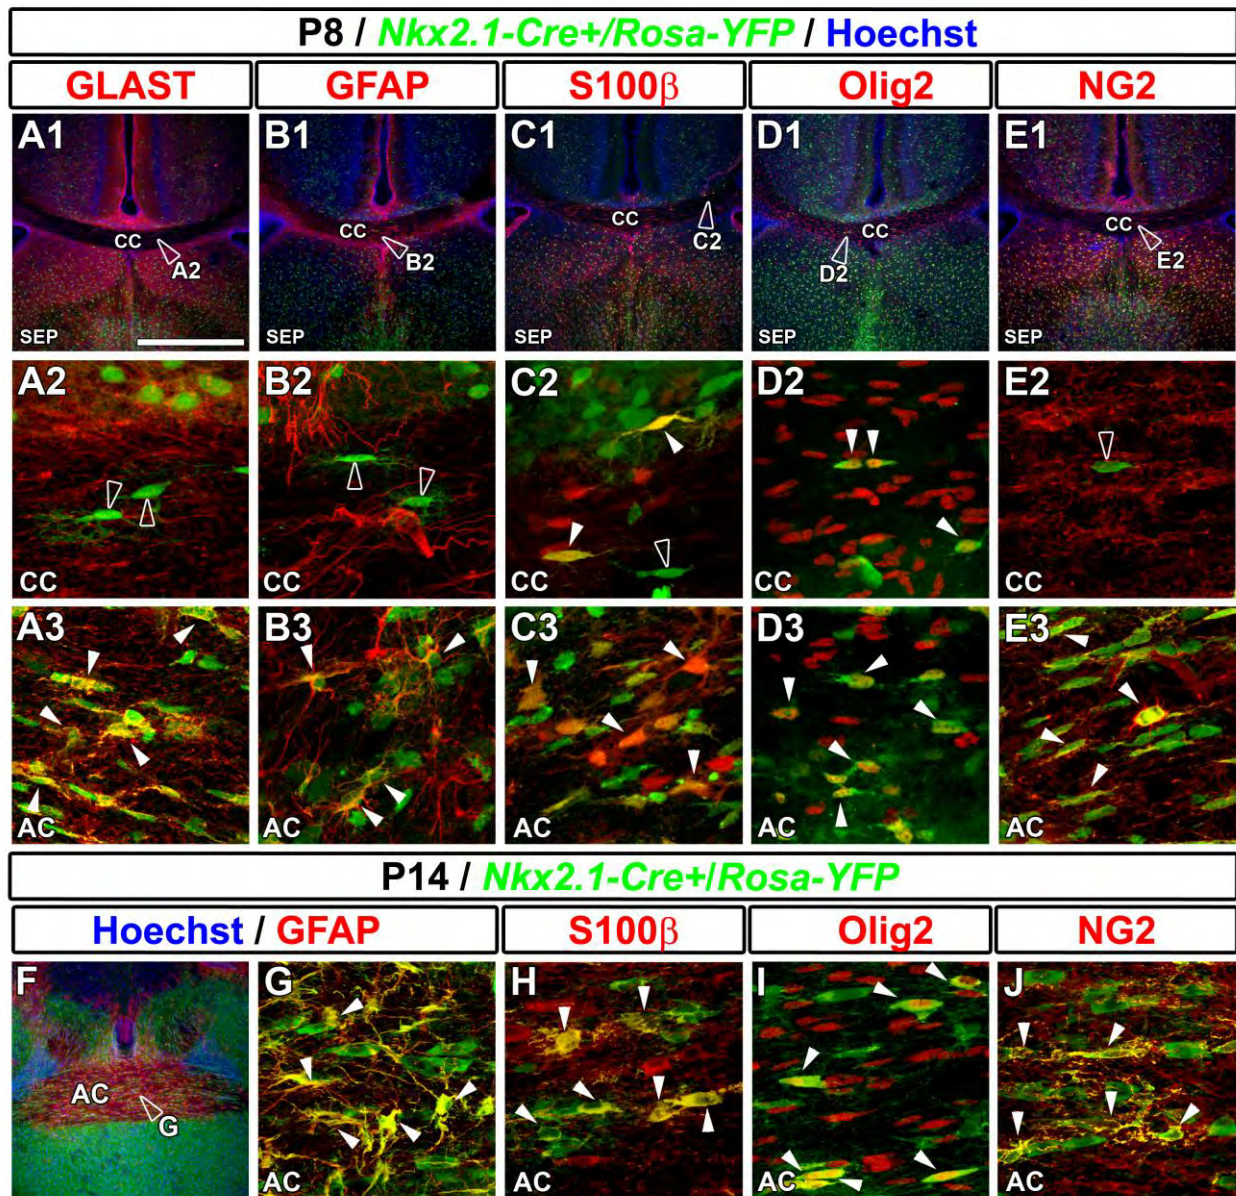 P8 / Nkx2.1-Cre+/Rosa-YFP / Hoechst
GLAST GFAP S100β Olig2 NG2
A1 B1 C1 D1 E1
CC CC CC CC CC
A2 B2 C2 D2 E2
SEP SEP SEP SEP SEP
A2 B2 C2 D2 E2
CC CC CC CC CC
A3 B3 C3 D3 E3
AC AC AC AC AC
P14 / Nkx2.1-Cre+/Rosa-YFP
Hoechst / GFAP S100β Olig2 NG2
F G H I J
AC
G
AC AC AC AC